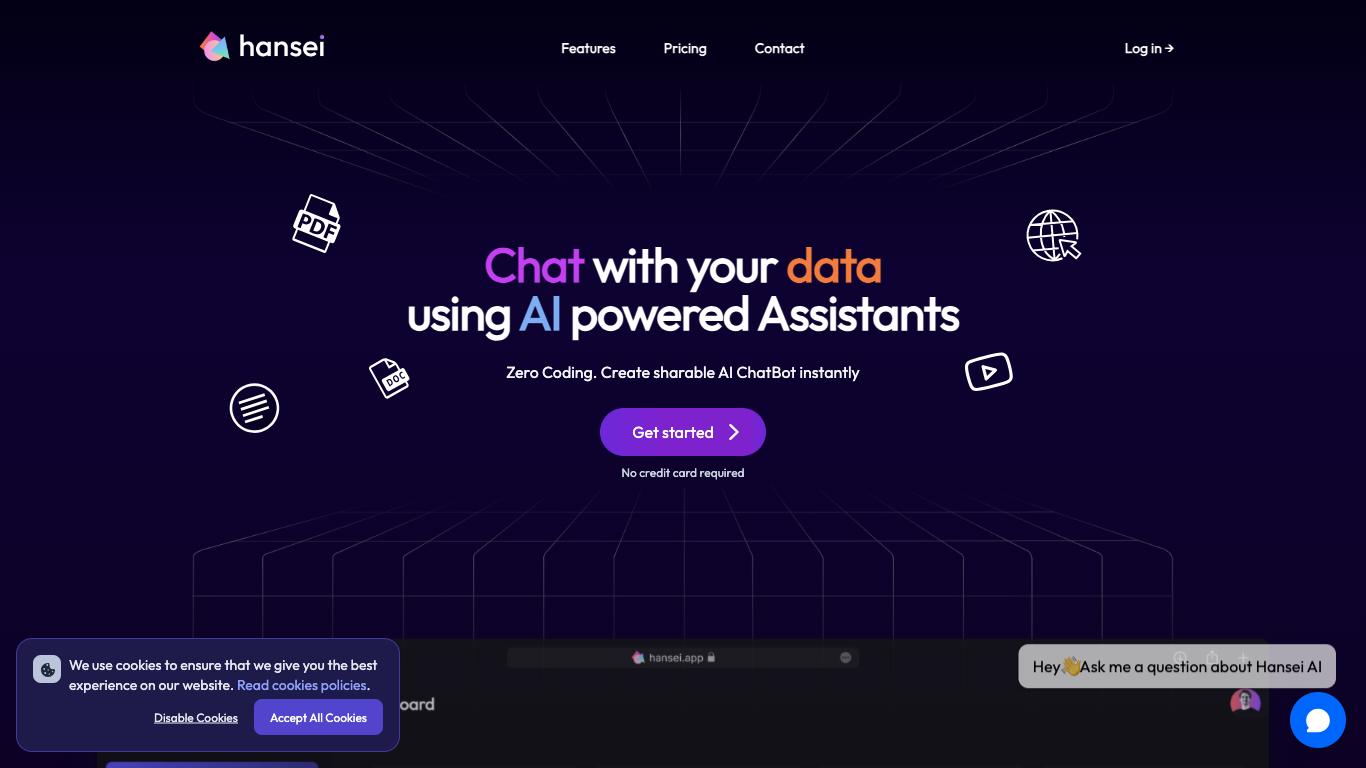 hansei
Features
Pricing
Contact
Log in →
PDF
Chat with your data
using AI powered Assistants
DOC
Zero Coding. Create sharable AI ChatBot instantly
Get started
No credit card required
hansei.app
We use cookies to ensure that we give you the best
experience on our website. Read cookies policies.
Disable Cookies
Accept All Cookies
oard
Hey👋Ask me a question about Hansei AI